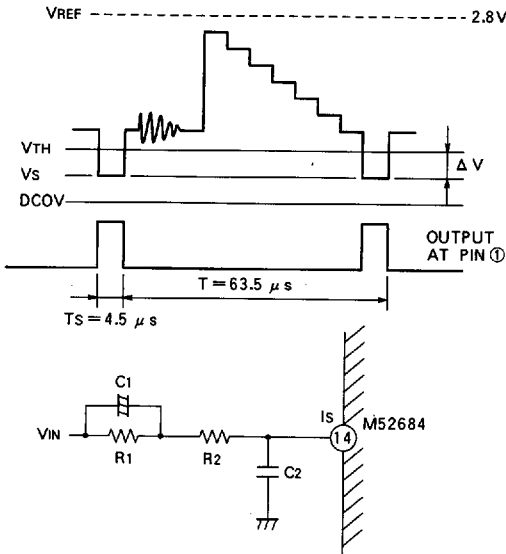 VREF 2.8V
VTH
ΔV
VS
DCOV
OUTPUT
AT PIN ①
T = 63.5 μs
TS = 4.5 μs
C1
IS M52684
VIN 14
R1 R2
C2